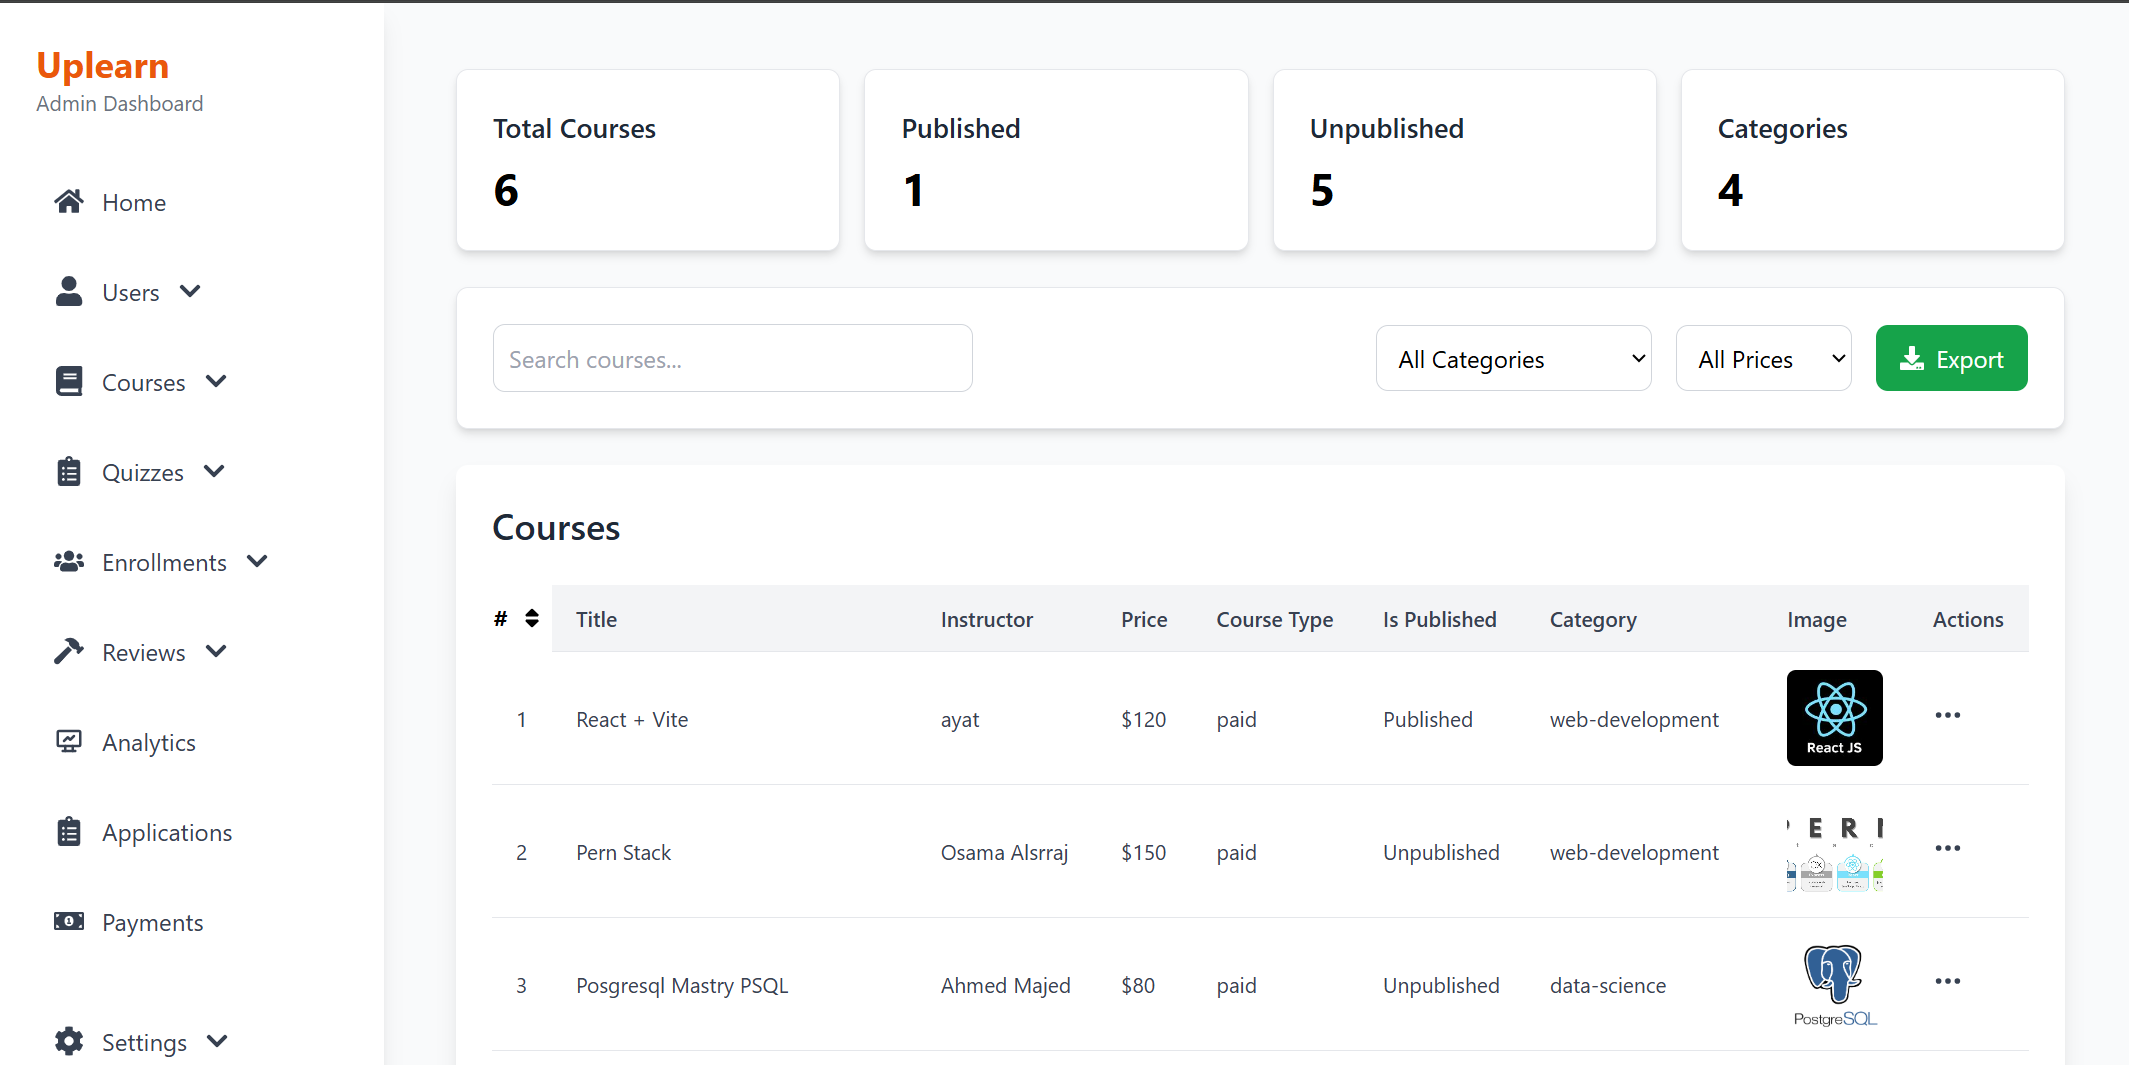 Uplearn
Admin Dashboard
Home
Users
Courses
Quizzes
Enrollments
Reviews
Analytics
Applications
Payments
Settings
Total Courses
6
Published
1
Unpublished
5
Categories
4
Search courses...
All Categories
All Prices
Export
Courses
# Title Instructor Price Course Type Is Published Category Image Actions
1 React + Vite ayat $120 paid Published web-development
React JS
2 Pern Stack Osama Alsrraj $150 paid Unpublished web-development
E R
3 Posgresql Mastry PSQL Ahmed Majed $80 paid Unpublished data-science
PostgreSQL